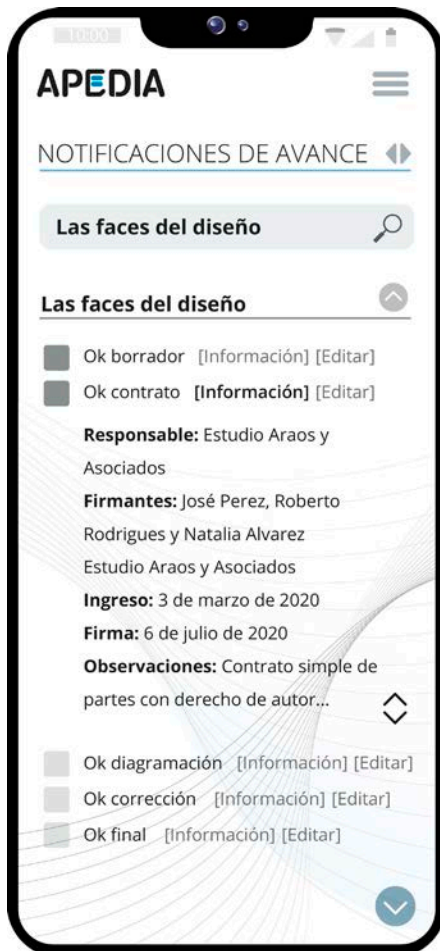 10:00
APEDIA
NOTIFICACIONES DE AVANCE
Las faces del diseño
Las faces del diseño
Ok borrador [Información] [Editar]
Ok contrato [Información] [Editar]
Responsable: Estudio Araos y
Asociados
Firmantes: José Perez, Roberto
Rodrigues y Natalia Alvarez
Estudio Araos y Asociados
Ingreso: 3 de marzo de 2020
Firma: 6 de julio de 2020
Observaciones: Contrato simple de
partes con derecho de autor...
Ok diagramación [Información] [Editar]
Ok corrección [Información] [Editar]
Ok final [Información] [Editar]